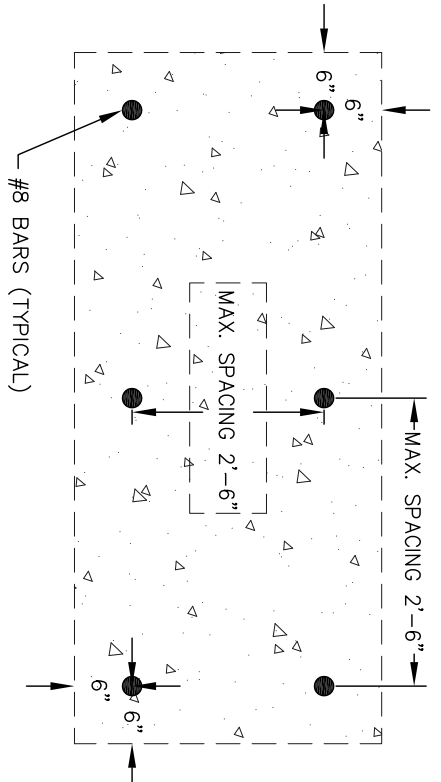 6"
6"
MAX. SPACING 2'-6"
MAX. SPACING 2'-6"
#8 BARS (TYPICAL)
6"
6"